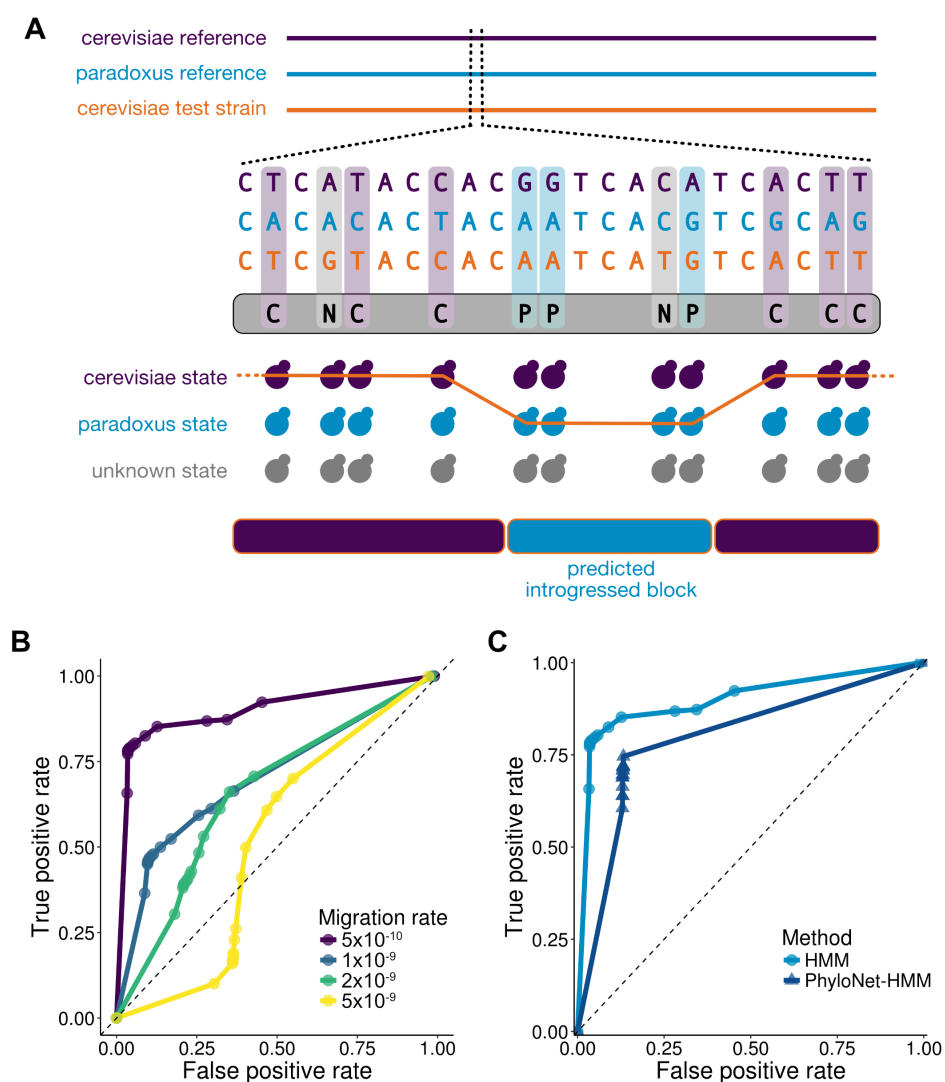 A
cerevisiae reference
paradoxus reference
cerevisiae test strain
C T C A T A C C A C G G T C A C A T C A C T T
C A C A C A C T A C A A T C A C G T C G C A G
C T C G T A C C A C A A T C A T G T C A C T T
C N C C P P N P C C C
cerevisiae state
paradoxus state
unknown state
predicted
introgressed block
B
True positive rate
1.00
0.75
0.50
0.25
0.00
0.00 0.25 0.50 0.75 1.00
False positive rate
Migration rate
5x10⁻¹⁰
1x10⁻⁹
2x10⁻⁹
5x10⁻⁹
C
True positive rate
1.00
0.75
0.50
0.25
0.00
0.00 0.25 0.50 0.75 1.00
False positive rate
Method
HMM
PhyloNet-HMM